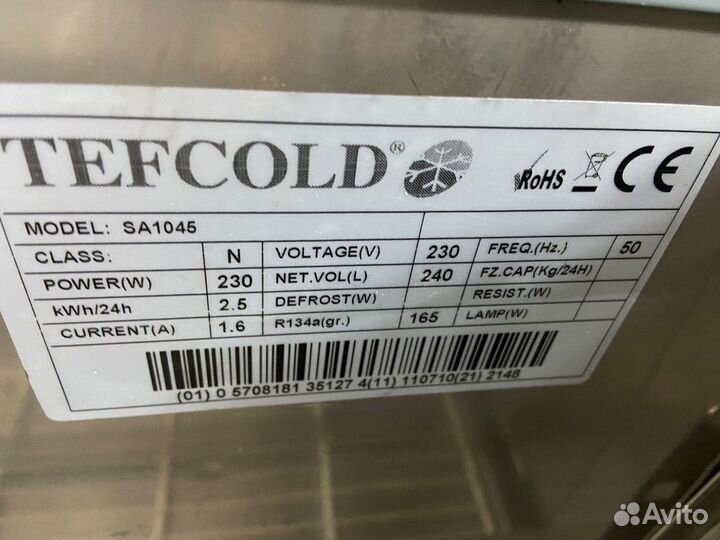 TEFCOLD®
RoHS CE
MODEL: SA1045
CLASS: N VOLTAGE(V) 230 FREQ.(Hz.) 50
POWER(W) 230 NET.VOL(L) 240 FZ.CAP(Kg/24H)
kWh/24h 2.5 DEFROST(W) RESIST.(W)
CURRENT(A) 1.6 R134a(gr.) 165 LAMP(W)
(01) 0 5708181 35127 4(11) 110710(21) 2148
Avito